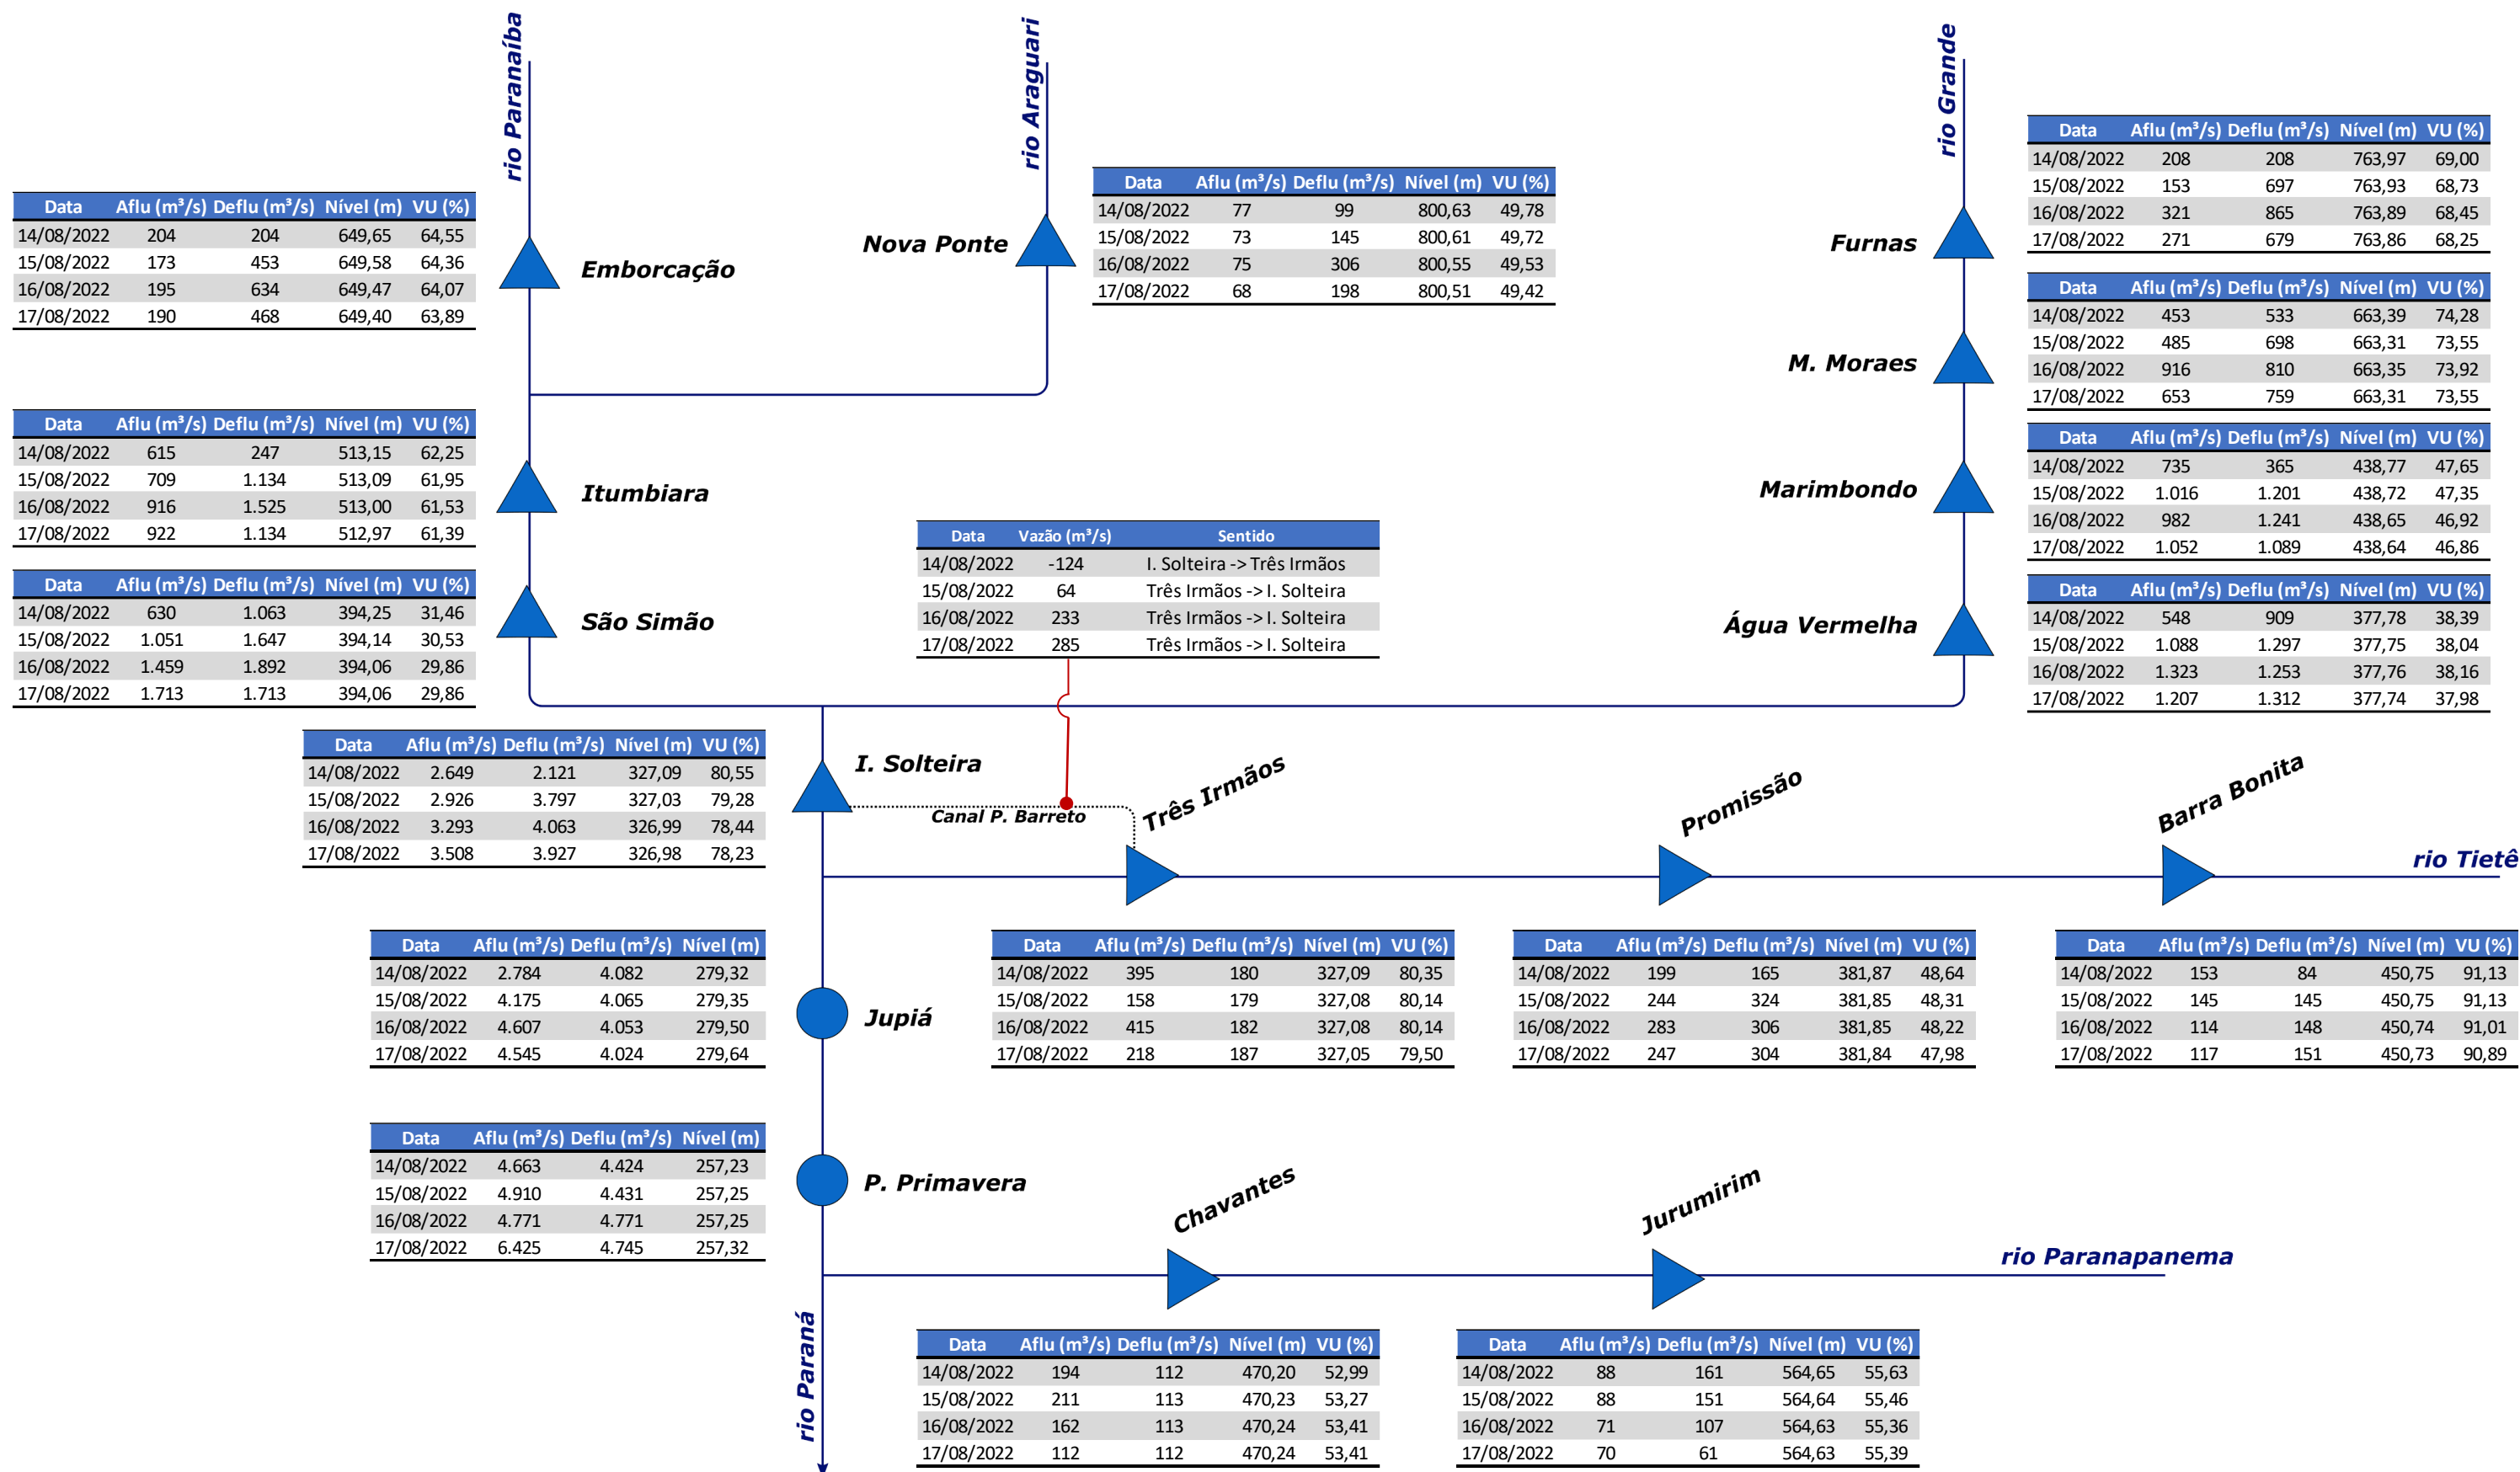 rio Paranaíba
rio Araguari
rio Grande
Data Aflu (m³/s) Deflu (m³/s) Nível (m) VU (%)
14/08/2022 208 208 763,97 69,00
15/08/2022 153 697 763,93 68,73
16/08/2022 321 865 763,89 68,45
17/08/2022 271 679 763,86 68,25
Furnas
Data Aflu (m³/s) Deflu (m³/s) Nível (m) VU (%)
14/08/2022 77 99 800,63 49,78
15/08/2022 73 145 800,61 49,72
16/08/2022 75 306 800,55 49,53
17/08/2022 68 198 800,51 49,42
Nova Ponte
Data Aflu (m³/s) Deflu (m³/s) Nível (m) VU (%)
14/08/2022 204 204 649,65 64,55
15/08/2022 173 453 649,58 64,36
16/08/2022 195 634 649,47 64,07
17/08/2022 190 468 649,40 63,89
Emborcação
Data Aflu (m³/s) Deflu (m³/s) Nível (m) VU (%)
14/08/2022 453 533 663,39 74,28
15/08/2022 485 698 663,31 73,55
16/08/2022 916 810 663,35 73,92
17/08/2022 653 759 663,31 73,55
M. Moraes
Data Aflu (m³/s) Deflu (m³/s) Nível (m) VU (%)
14/08/2022 615 247 513,15 62,25
15/08/2022 709 1.134 513,09 61,95
16/08/2022 916 1.525 513,00 61,53
17/08/2022 922 1.134 512,97 61,39
Itumbiara
Data Aflu (m³/s) Deflu (m³/s) Nível (m) VU (%)
14/08/2022 735 365 438,77 47,65
15/08/2022 1.016 1.201 438,72 47,35
16/08/2022 982 1.241 438,65 46,92
17/08/2022 1.052 1.089 438,64 46,86
Marimbondo
Data Vazão (m³/s) Sentido
14/08/2022 -124 I. Solteira -> Três Irmãos
15/08/2022 64 Três Irmãos -> I. Solteira
16/08/2022 233 Três Irmãos -> I. Solteira
17/08/2022 285 Três Irmãos -> I. Solteira
Data Aflu (m³/s) Deflu (m³/s) Nível (m) VU (%)
14/08/2022 630 1.063 394,25 31,46
15/08/2022 1.051 1.647 394,14 30,53
16/08/2022 1.459 1.892 394,06 29,86
17/08/2022 1.713 1.713 394,06 29,86
São Simão
Data Aflu (m³/s) Deflu (m³/s) Nível (m) VU (%)
14/08/2022 548 909 377,78 38,39
15/08/2022 1.088 1.297 377,75 38,04
16/08/2022 1.323 1.253 377,76 38,16
17/08/2022 1.207 1.312 377,74 37,98
Água Vermelha
Data Aflu (m³/s) Deflu (m³/s) Nível (m) VU (%)
14/08/2022 2.649 2.121 327,09 80,55
15/08/2022 2.926 3.797 327,03 79,28
16/08/2022 3.293 4.063 326,99 78,44
17/08/2022 3.508 3.927 326,98 78,23
I. Solteira
Canal P. Barreto
Três Irmãos
Promissão
Barra Bonita
rio Tietê
Data Aflu (m³/s) Deflu (m³/s) Nível (m)
14/08/2022 2.784 4.082 279,32
15/08/2022 4.175 4.065 279,35
16/08/2022 4.607 4.053 279,50
17/08/2022 4.545 4.024 279,64
Jupiá
Data Aflu (m³/s) Deflu (m³/s) Nível (m) VU (%)
14/08/2022 395 180 327,09 80,35
15/08/2022 158 179 327,08 80,14
16/08/2022 415 182 327,08 80,14
17/08/2022 218 187 327,05 79,50
Data Aflu (m³/s) Deflu (m³/s) Nível (m) VU (%)
14/08/2022 199 165 381,87 48,64
15/08/2022 244 324 381,85 48,31
16/08/2022 283 306 381,85 48,22
17/08/2022 247 304 381,84 47,98
Data Aflu (m³/s) Deflu (m³/s) Nível (m) VU (%)
14/08/2022 153 84 450,75 91,13
15/08/2022 145 145 450,75 91,13
16/08/2022 114 148 450,74 91,01
17/08/2022 117 151 450,73 90,89
Data Aflu (m³/s) Deflu (m³/s) Nível (m)
14/08/2022 4.663 4.424 257,23
15/08/2022 4.910 4.431 257,25
16/08/2022 4.771 4.771 257,25
17/08/2022 6.425 4.745 257,32
P. Primavera
Chavantes
Jurumirim
rio Paranapanema
rio Paraná
Data Aflu (m³/s) Deflu (m³/s) Nível (m) VU (%)
14/08/2022 194 112 470,20 52,99
15/08/2022 211 113 470,23 53,27
16/08/2022 162 113 470,24 53,41
17/08/2022 112 112 470,24 53,41
Data Aflu (m³/s) Deflu (m³/s) Nível (m) VU (%)
14/08/2022 88 161 564,65 55,63
15/08/2022 88 151 564,64 55,46
16/08/2022 71 107 564,63 55,36
17/08/2022 70 61 564,63 55,39